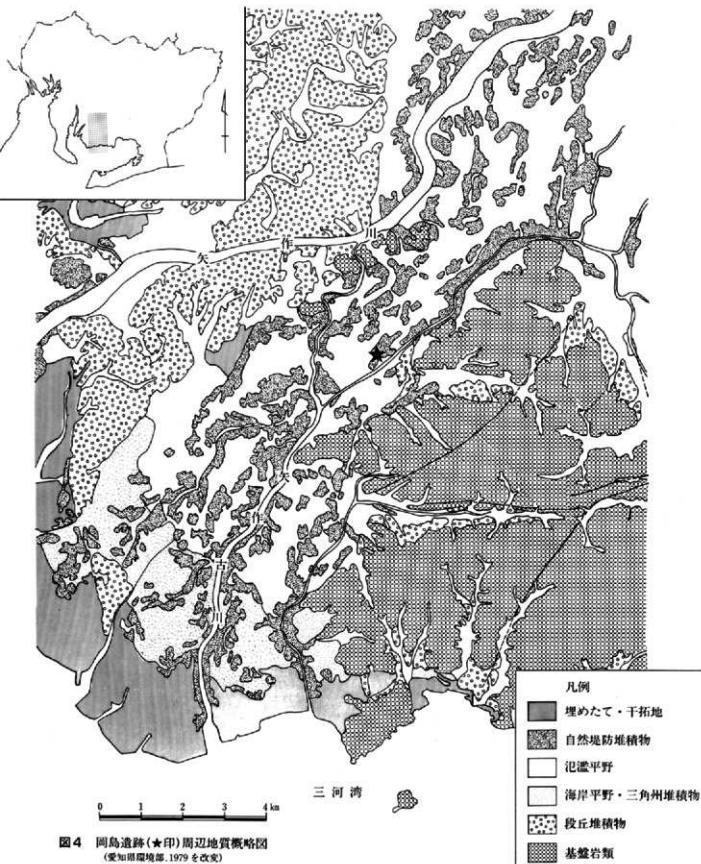 矢作川
矢作古川
三河湾
0 1 2 3 4 km
図4 岡島遺跡(★印)周辺地質概略図
(愛知県環境部、1979を改変)
凡例
埋めたて・干拓地
自然堤防堆積物
氾濫平野
海岸平野・三角州堆積物
段丘堆積物
基盤岩類